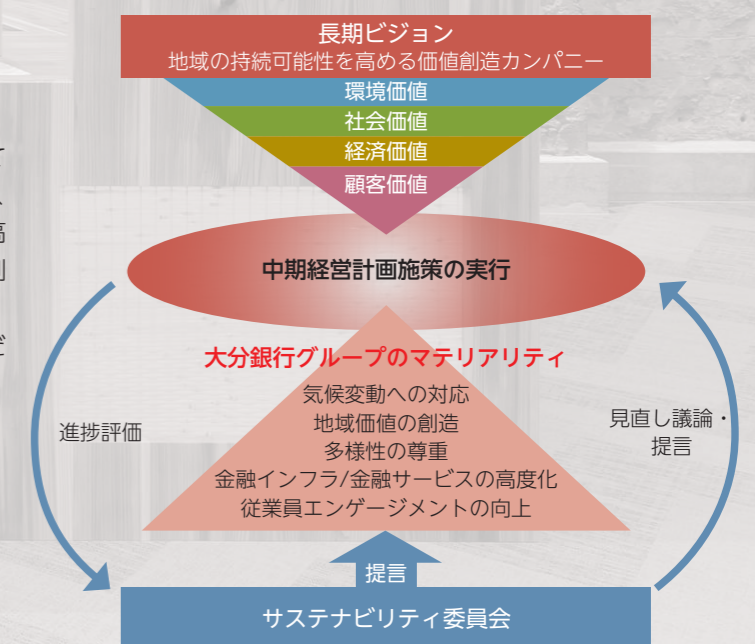 長期ビジョン
地域の持続可能性を高める価値創造カンパニー
環境価値
社会価値
経済価値
顧客価値
中期経営計画施策の実行
大分銀行グループのマテリアリティ
気候変動への対応
地域価値の創造
多様性の尊重
金融インフラ/金融サービスの高度化
従業員エンゲージメントの向上
進捗評価
見直し議論・
提言
提言
サステナビリティ委員会